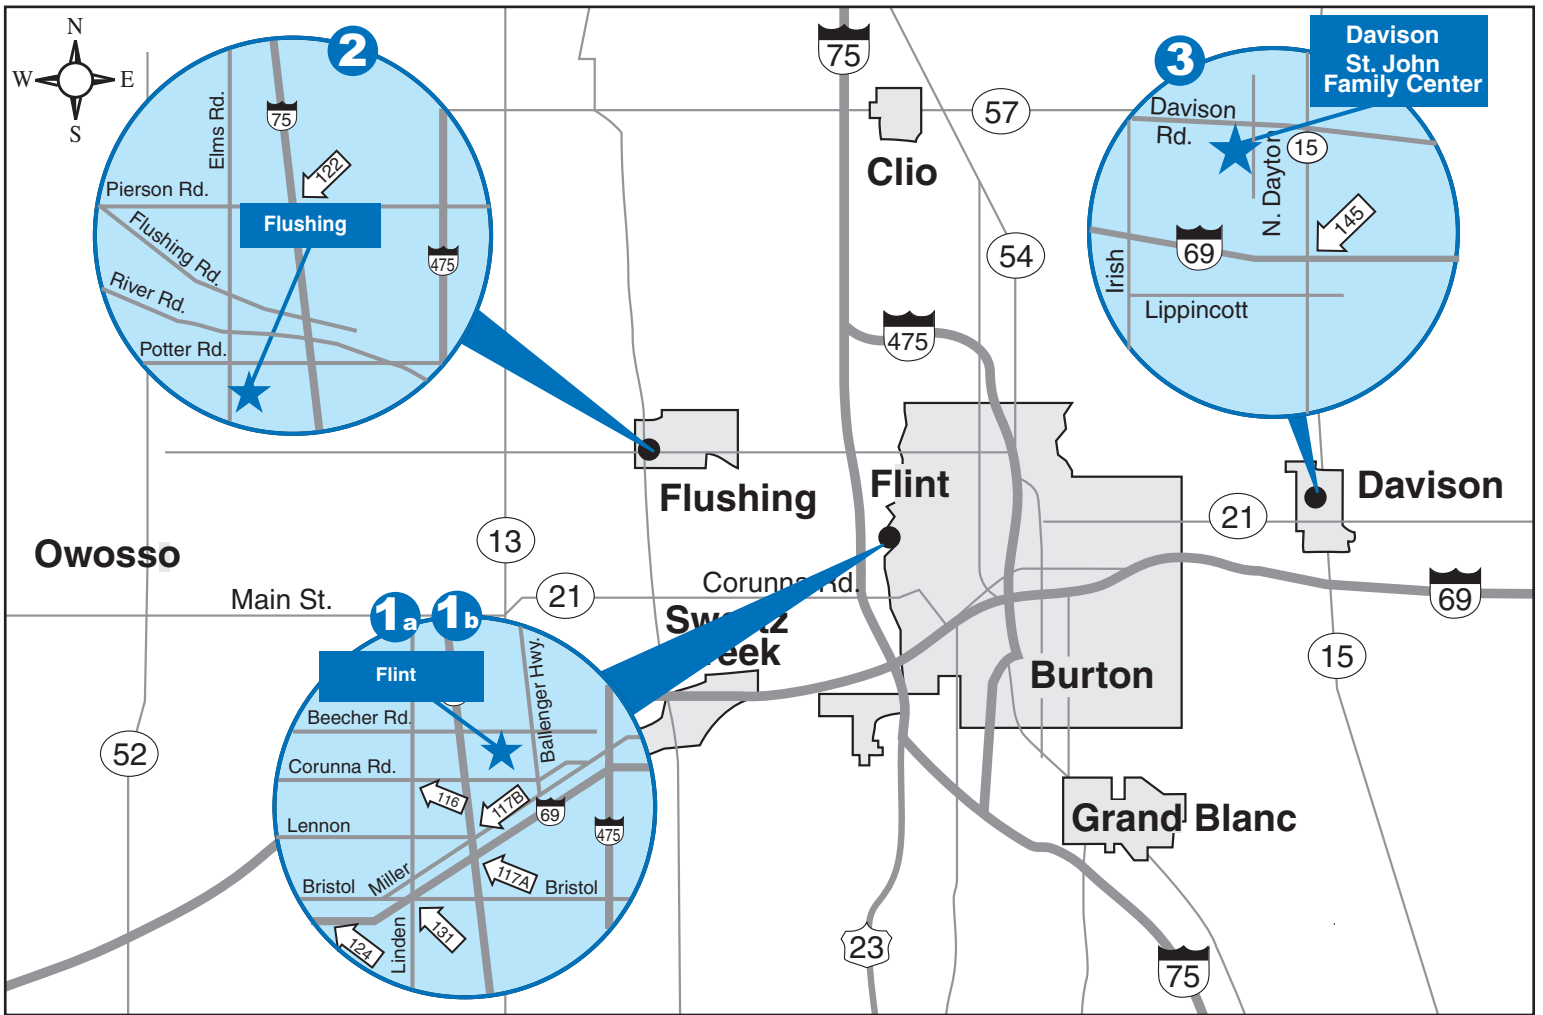 N
W
E
S
2
Elms Rd.
75
122
Pierson Rd.
Flushing
Flushing Rd.
475
River Rd.
Potter Rd.
75
Clio
57
54
475
3
Davison
St. John
Family Center
Davison
Rd.
N. Dayton
15
145
69
Irish
Lippincott
Flushing
Flint
Davison
21
Owosso
13
Main St.
21
Corunna Rd.
69
15
Burton
Creek
52
1a
1b
Flint
Ballenger Hwy.
Beecher Rd.
Corunna Rd.
116
117B
69
475
Lennon
Miller
117A
Bristol
Bristol
Linden
131
124
Grand Blanc
23
75